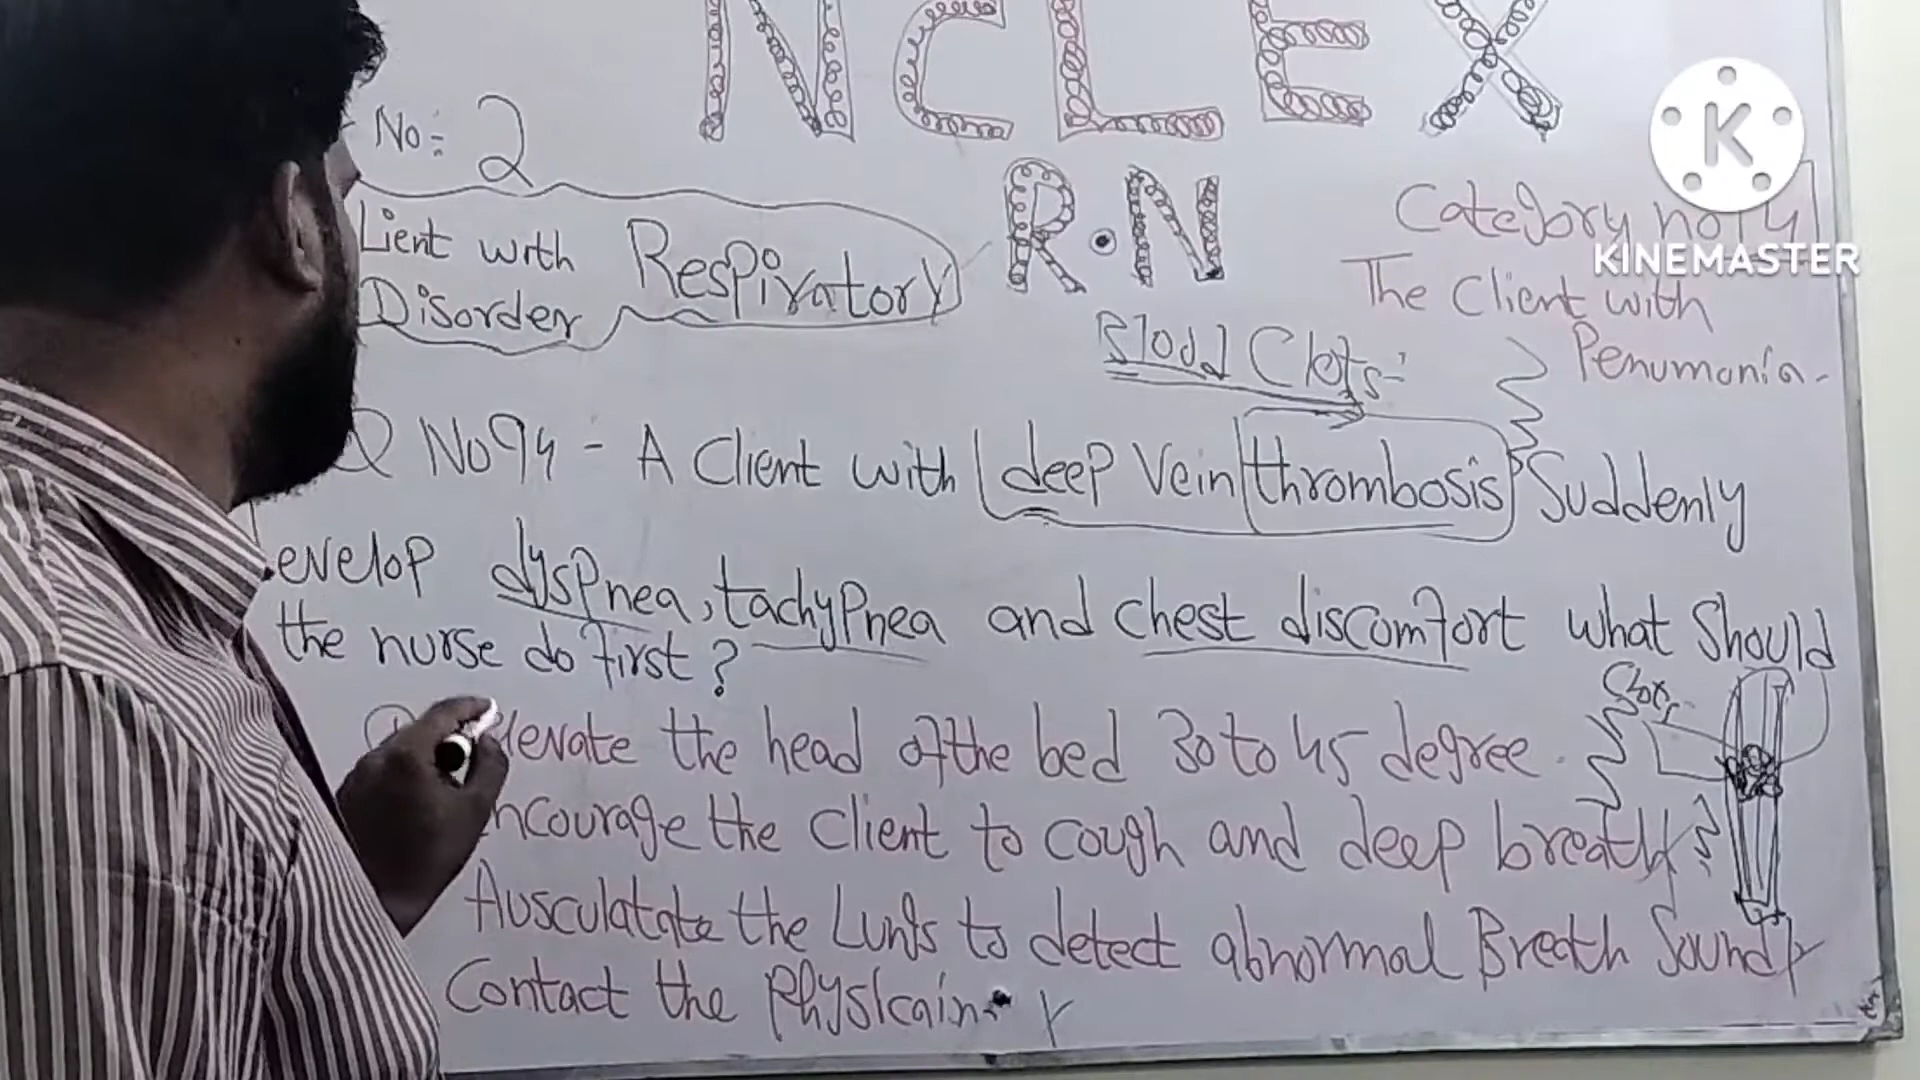 NCLEX
R.N
No:- 2
Lient with Respiratory
Disorder
Category no 4
The Client with
Penumonia-
K
KINEMASTER
Blood Clots:-
Q No94 - A Client with deep Vein thrombosis Suddenly
evelop dyspnea, tachypnea and chest discomfort what Should
the nurse do first?
levate the head of the bed 30 to 45 degree.
ncourage the Client to cough and deep breath
Ausculatate the Lungs to detect abnormal Breath Sound
Contact the Physicain.